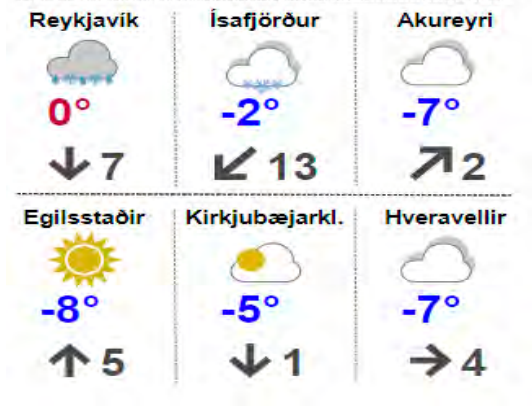 Reykjavík Ísafjörður Akureyri
0° -2° -7°
7 13 2
Egilsstaðir Kirkjubæjarkl. Hveravellir
-8° -5° -7°
5 1 4